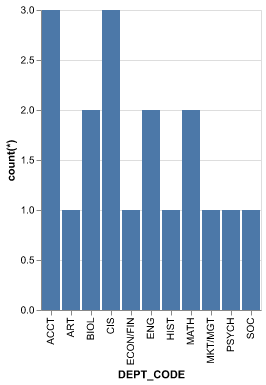 3.0
2.5
2.0
1.5
1.0
0.5
0.0
count(*)
ACCT
ART
BIOL
CIS
ECON/FIN
ENG
HIST
MATH
MKT/MGT
PSYCH
SOC
DEPT_CODE